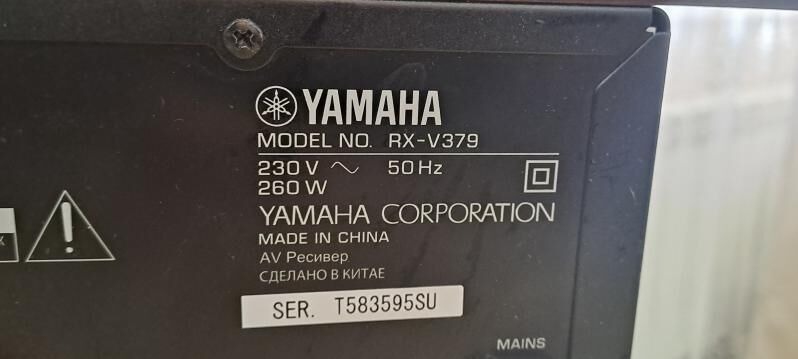 YAMAHA
MODEL NO. RX-V379
230 V ~ 50 Hz
260 W
YAMAHA CORPORATION
MADE IN CHINA
AV Ресивер
СДЕЛАНО В КИТАЕ
SER. T583595SU
MAINS